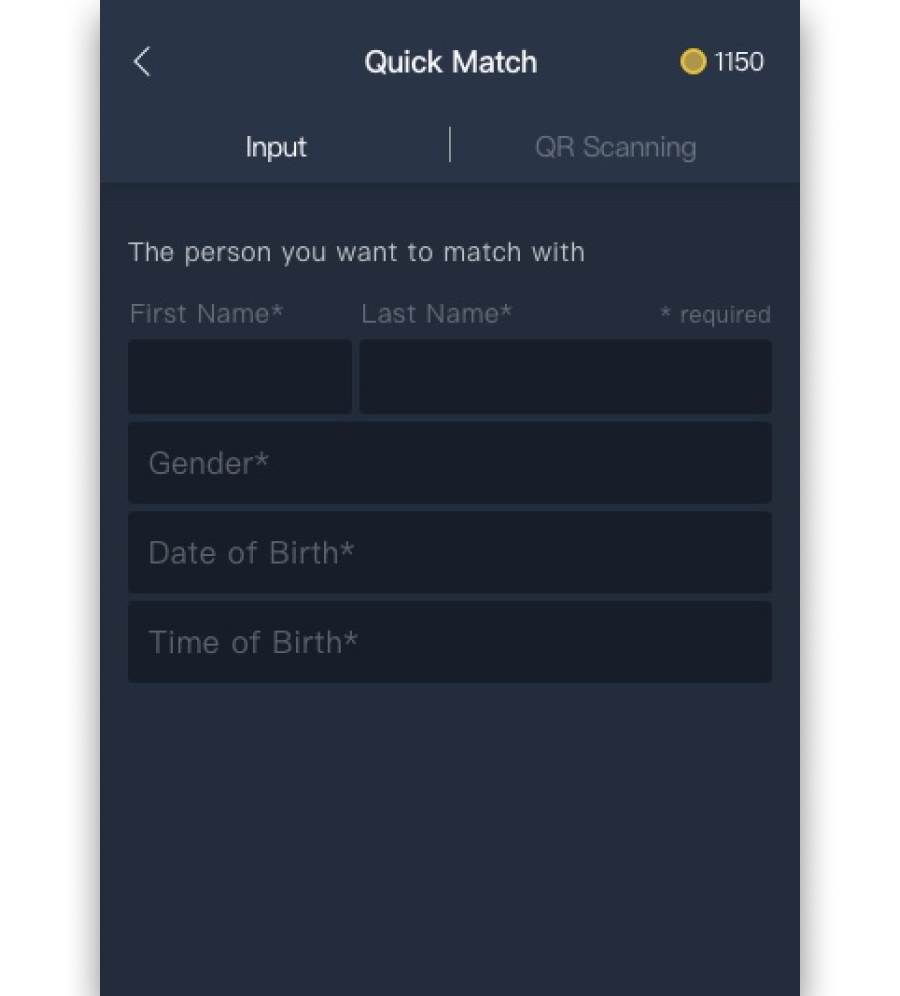 Quick Match 1150
Input | QR Scanning
The person you want to match with
First Name* Last Name* * required
Gender*
Date of Birth*
Time of Birth*